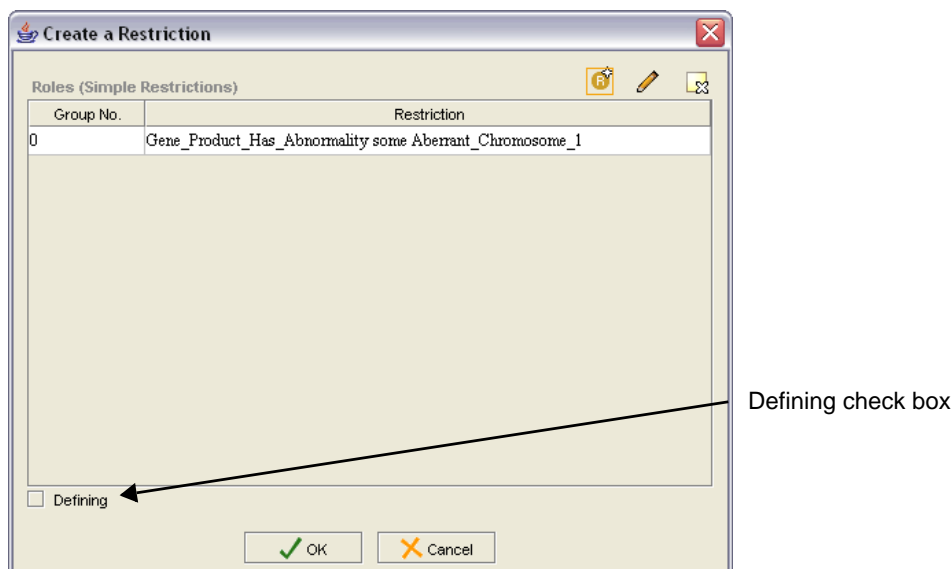 Create a Restriction
Roles (Simple Restrictions)
R
Group No. Restriction
0 Gene_Product_Has_Abnormality some Aberrant_Chromosome_1
Defining check box
Defining
OK Cancel